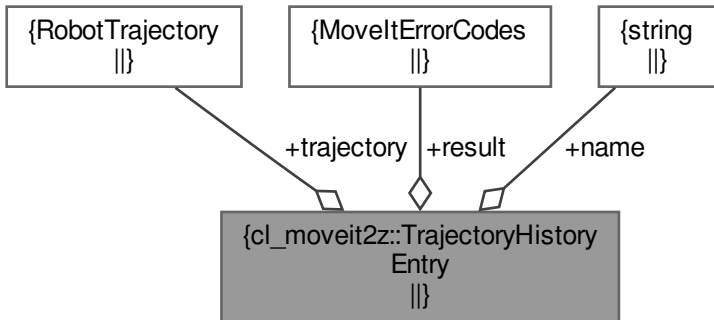 {RobotTrajectory
||}
{MoveItErrorCodes
||}
{string
||}
+trajectory
+result
+name
{cl_moveit2z::TrajectoryHistory
Entry
||}